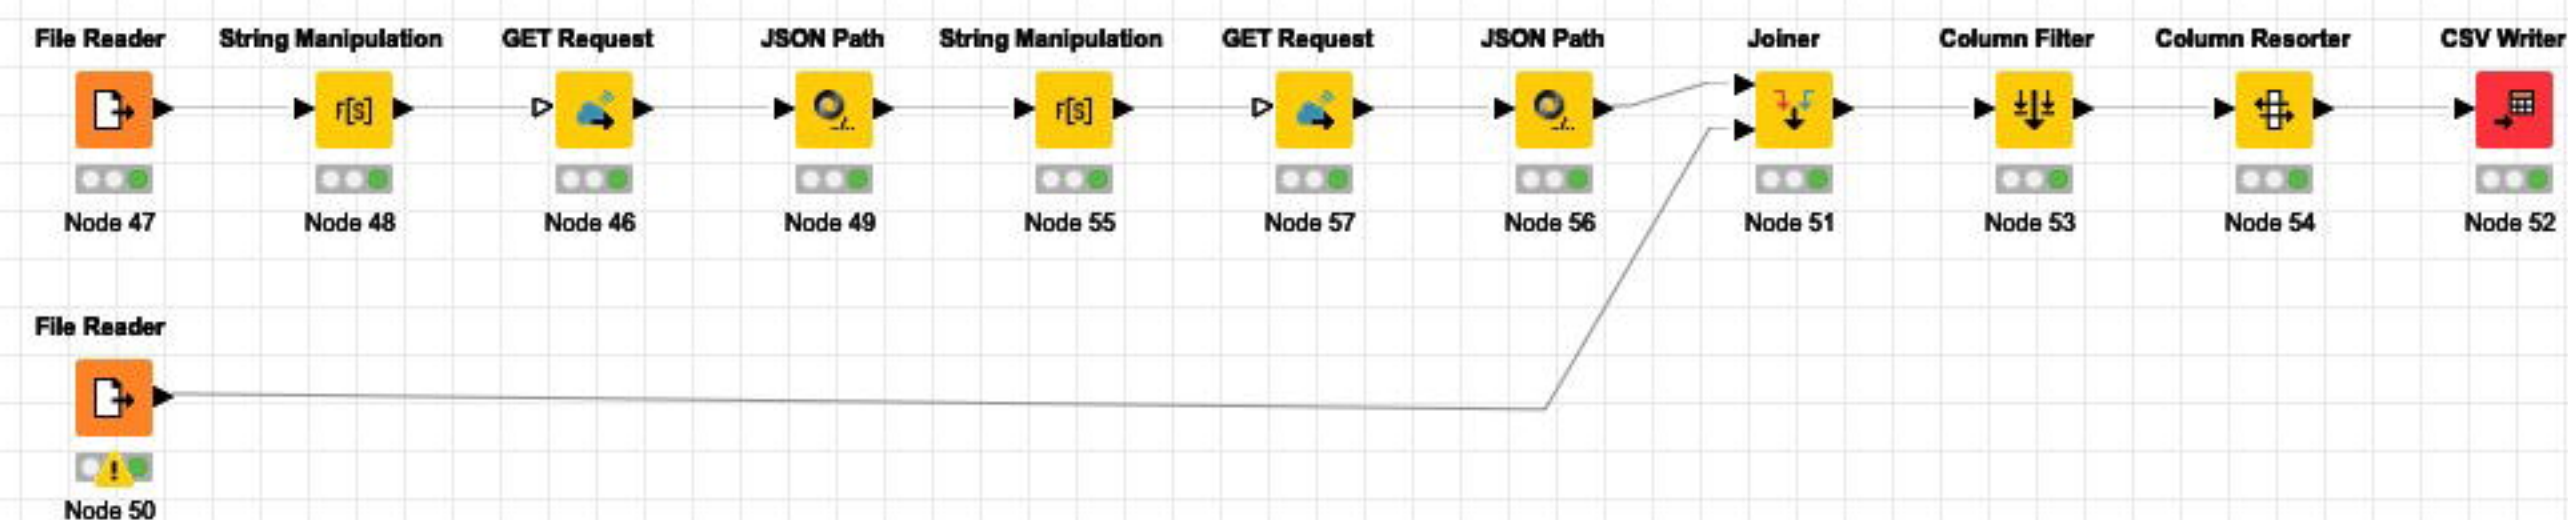 File Reader
String Manipulation
GET Request
JSON Path
String Manipulation
GET Request
JSON Path
Joiner
Column Filter
Column Resorter
CSV Writer
F[S]
F[S]
Node 47
Node 48
Node 46
Node 49
Node 55
Node 57
Node 56
Node 51
Node 53
Node 54
Node 52
File Reader
Node 50